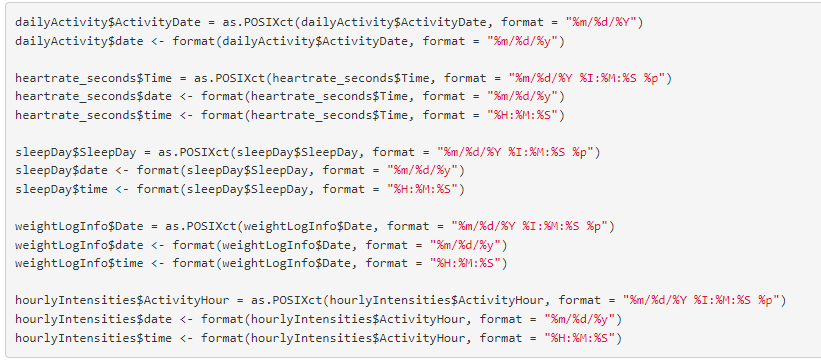 dailyActivity$ActivityDate = as.POSIXct(dailyActivity$ActivityDate, format = "%m/%d/%Y")
dailyActivity$date <- format(dailyActivity$ActivityDate, format = "%m/%d/%y")

heartrate_seconds$Time = as.POSIXct(heartrate_seconds$Time, format = "%m/%d/%Y %I:%M:%S %p")
heartrate_seconds$date <- format(heartrate_seconds$Time, format = "%m/%d/%y")
heartrate_seconds$time <- format(heartrate_seconds$Time, format = "%H:%M:%S")

sleepDay$SleepDay = as.POSIXct(sleepDay$SleepDay, format = "%m/%d/%Y %I:%M:%S %p")
sleepDay$date <- format(sleepDay$SleepDay, format = "%m/%d/%y")
sleepDay$time <- format(sleepDay$SleepDay, format = "%H:%M:%S")

weightLogInfo$Date = as.POSIXct(weightLogInfo$Date, format = "%m/%d/%Y %I:%M:%S %p")
weightLogInfo$date <- format(weightLogInfo$Date, format = "%m/%d/%y")
weightLogInfo$time <- format(weightLogInfo$Date, format = "%H:%M:%S")

hourlyIntensities$ActivityHour = as.POSIXct(hourlyIntensities$ActivityHour, format = "%m/%d/%Y %I:%M:%S %p")
hourlyIntensities$date <- format(hourlyIntensities$ActivityHour, format = "%m/%d/%y")
hourlyIntensities$time <- format(hourlyIntensities$ActivityHour, format = "%H:%M:%S")